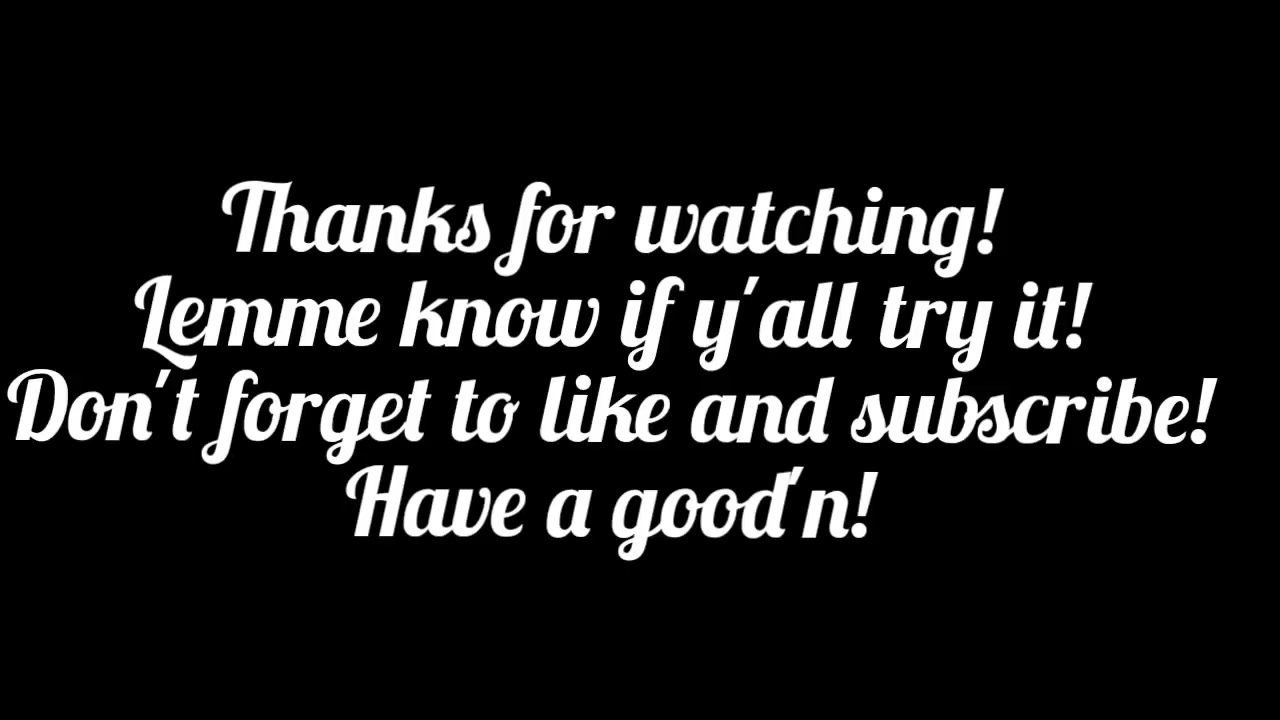 Thanks for watching!
Lemme know if y'all try it!
Don't forget to like and subscribe!
Have a good'n!